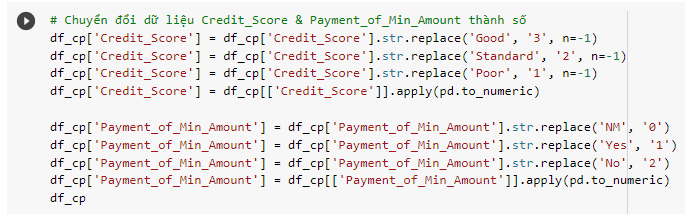 # Chuyển đổi dữ liệu Credit_Score & Payment_of_Min_Amount thành số
df_cp['Credit_Score'] = df_cp['Credit_Score'].str.replace('Good', '3', n=-1)
df_cp['Credit_Score'] = df_cp['Credit_Score'].str.replace('Standard', '2', n=-1)
df_cp['Credit_Score'] = df_cp['Credit_Score'].str.replace('Poor', '1', n=-1)
df_cp['Credit_Score'] = df_cp[['Credit_Score']].apply(pd.to_numeric)
df_cp['Payment_of_Min_Amount'] = df_cp['Payment_of_Min_Amount'].str.replace('NM', '0')
df_cp['Payment_of_Min_Amount'] = df_cp['Payment_of_Min_Amount'].str.replace('Yes', '1')
df_cp['Payment_of_Min_Amount'] = df_cp['Payment_of_Min_Amount'].str.replace('No', '2')
df_cp['Payment_of_Min_Amount'] = df_cp[['Payment_of_Min_Amount']].apply(pd.to_numeric)
df_cp